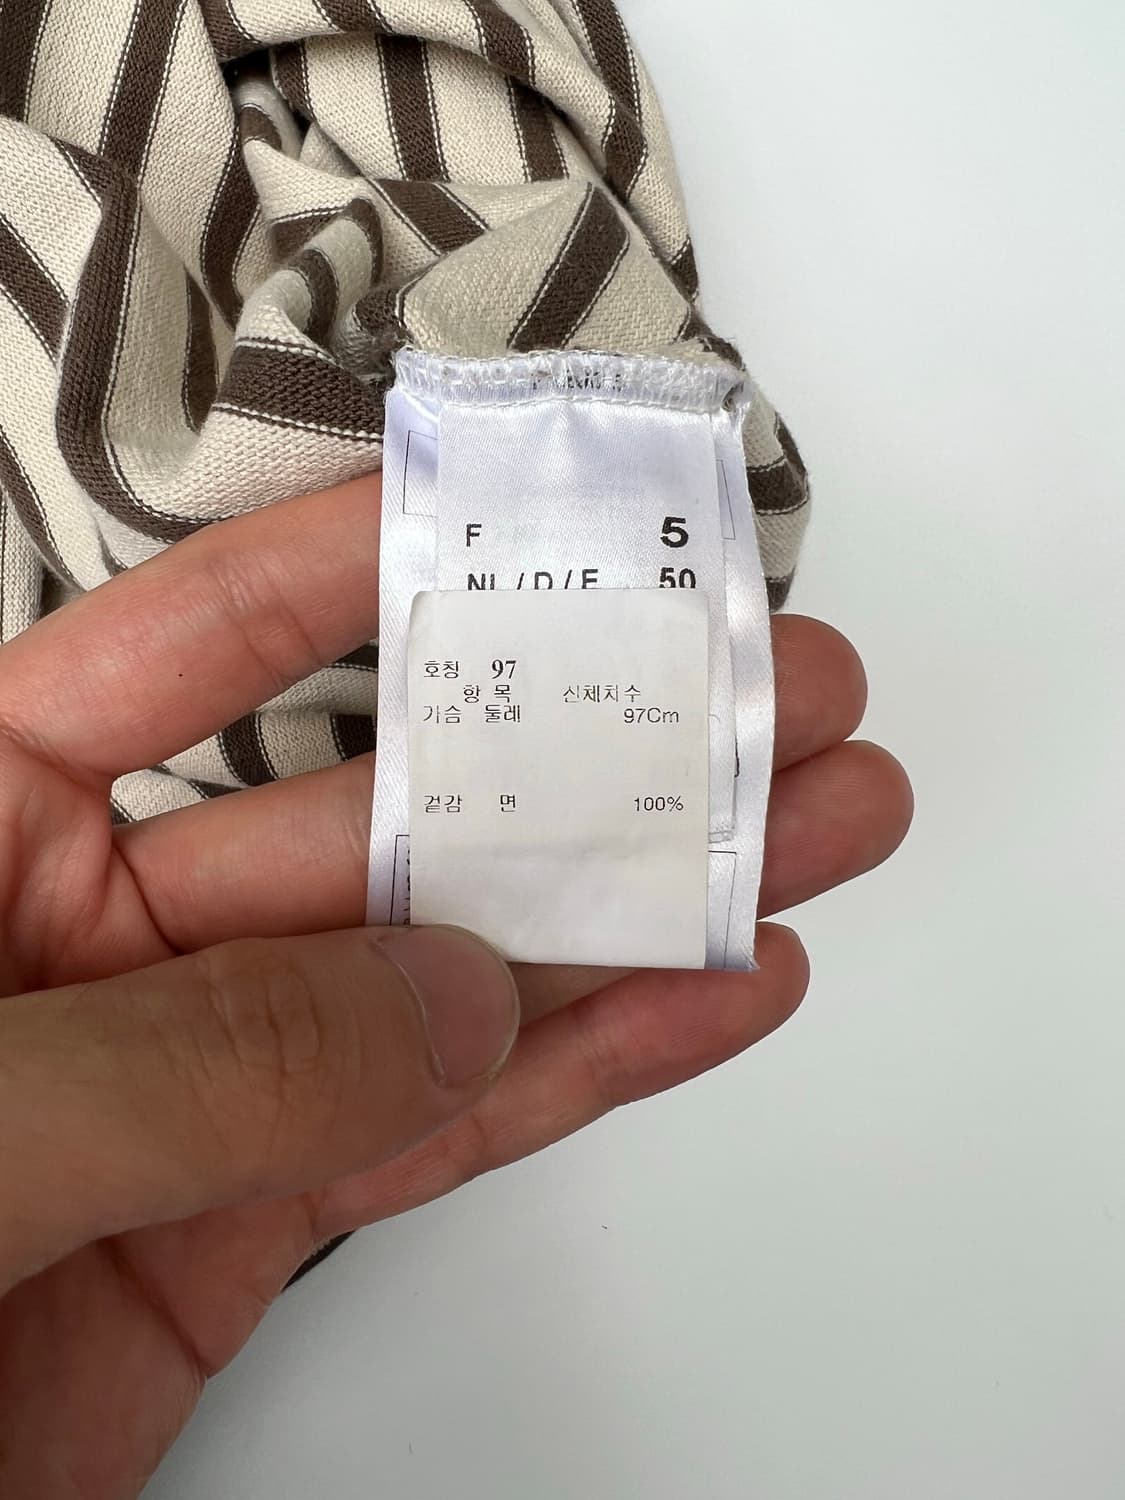 F 5
NL / D / E 50
호칭 97
항 목 신체치수
가슴 둘레 97Cm
겉감 면 100%